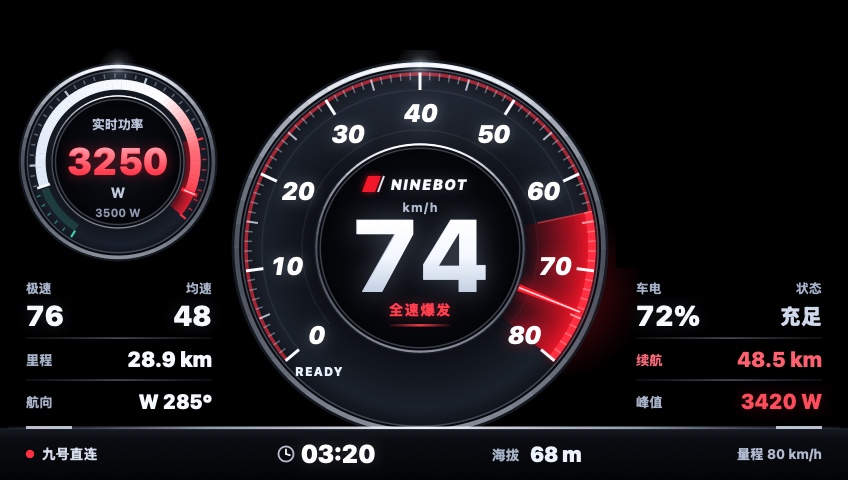 实时功率
3250
W
3500 W
极速 均速
76 48
里程 28.9 km
航向 W 285°
0
10
20
30
40
50
60
70
80
NINEBOT
km/h
74
全速爆发
READY
车电 状态
72% 充足
续航 48.5 km
峰值 3420 W
九号直连 03:20 海拔 68 m 量程 80 km/h